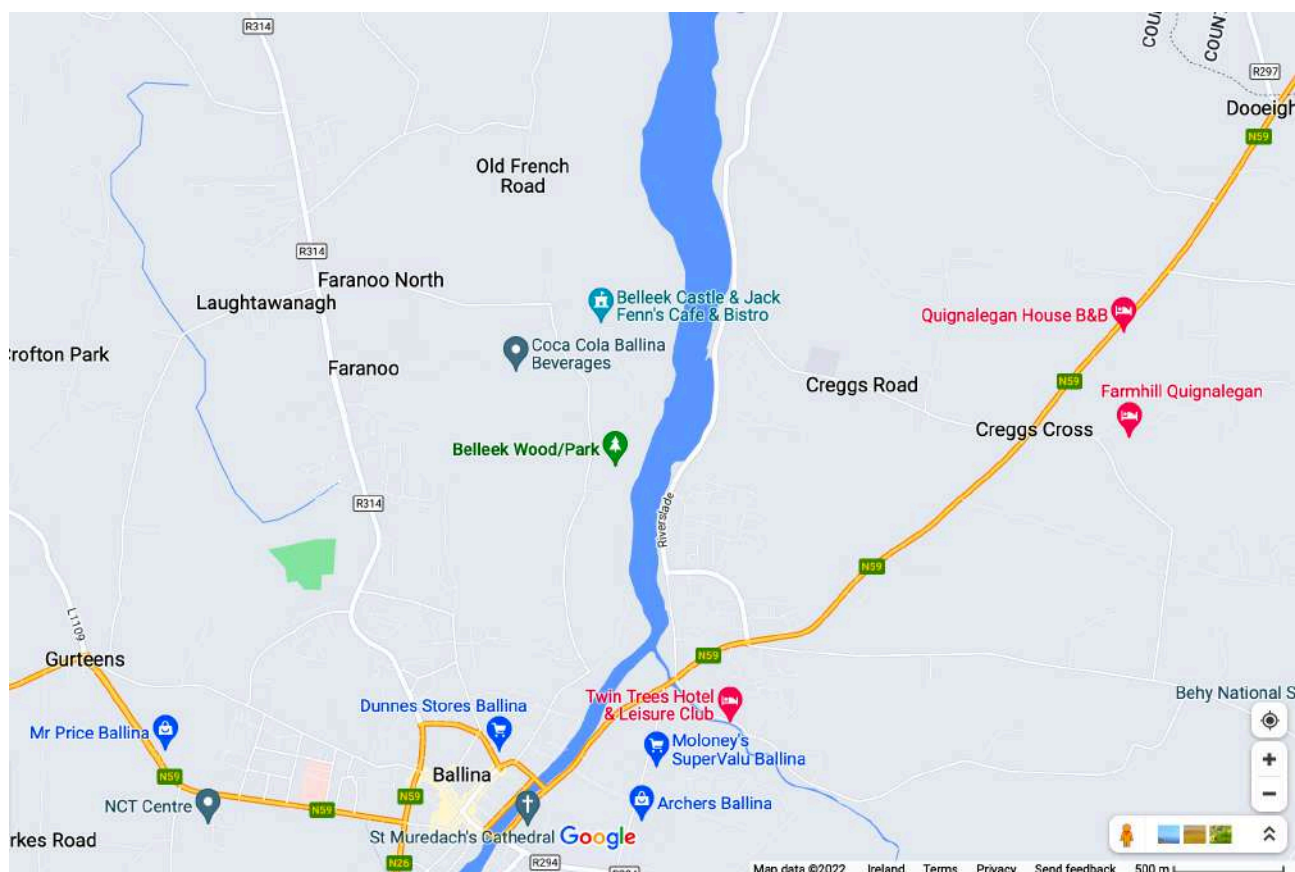 R314
COUN
COUNT
R297
Dooeigh
N59
Old French
Road
R314
Faranoo North
Laughtawanagh
Belleek Castle & Jack
Fenn's Cafe & Bistro
Quignalegan House B&B
Coca Cola Ballina
Beverages
Crofton Park
Faranoo
Creggs Road
N59
Farmhill Quignalegan
Creggs Cross
Belleek Wood/Park
R314
Riverslade
N59
L1109
Gurteens
N59
Twin Trees Hotel
& Leisure Club
Behy National S
Dunnes Stores Ballina
Mr Price Ballina
Moloney's
SuperValu Ballina
N59
Ballina
N59
NCT Centre
N59
Archers Ballina
St Muredach's Cathedral
Google
rkes Road
N26
R294
Map data ©2022 Ireland Terms Privacy Send feedback 500 m